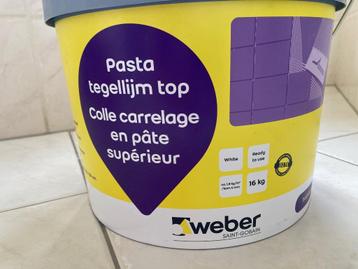 Pasta
tegellijm top
Colle carrelage
en pâte
supérieur
White
Ready
to use
16 kg
weber
SAINT-GOBAIN